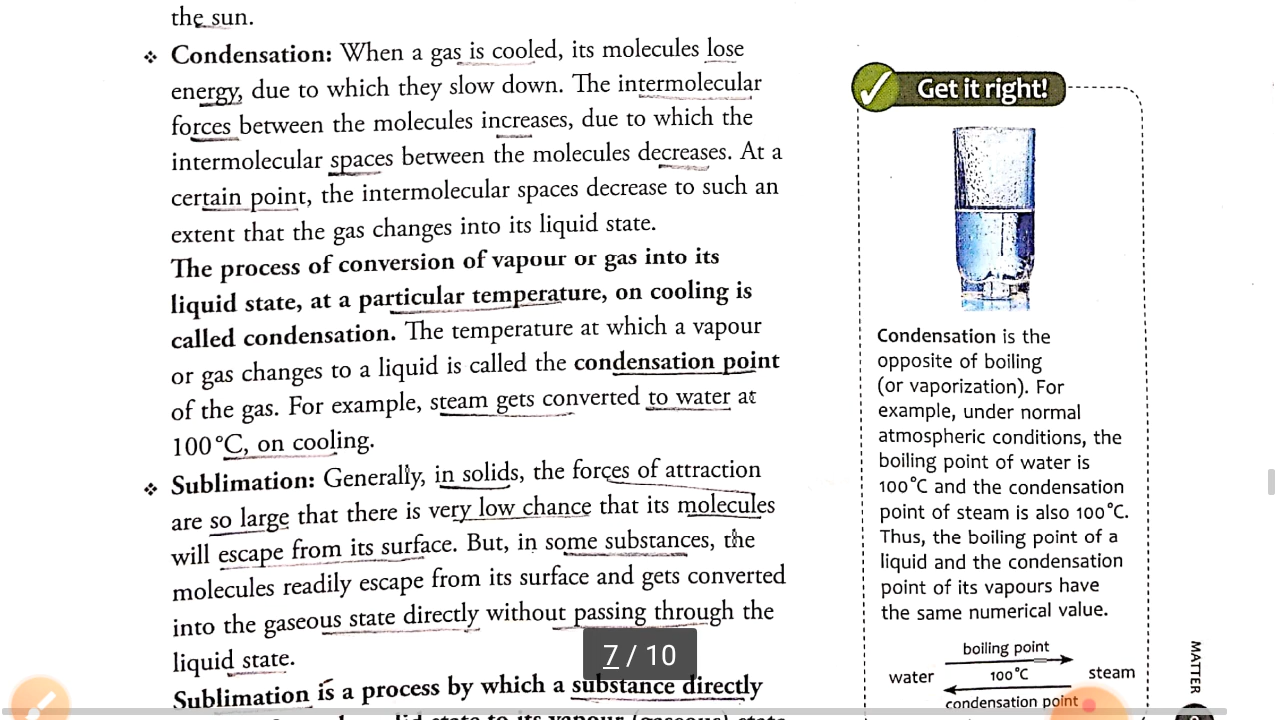 the sun.
❖ Condensation: When a gas is cooled, its molecules lose
energy, due to which they slow down. The intermolecular
forces between the molecules increases, due to which the
intermolecular spaces between the molecules decreases. At a
certain point, the intermolecular spaces decrease to such an
extent that the gas changes into its liquid state.
The process of conversion of vapour or gas into its
liquid state, at a particular temperature, on cooling is
called condensation. The temperature at which a vapour
or gas changes to a liquid is called the condensation point
of the gas. For example, steam gets converted to water at
100°C, on cooling.
❖ Sublimation: Generally, in solids, the forces of attraction
are so large that there is very low chance that its molecules
will escape from its surface. But, in some substances, the
molecules readily escape from its surface and gets converted
into the gaseous state directly without passing through the
liquid state.
Sublimation is a process by which a substance directly
7 / 10
Get it right!
Condensation is the
opposite of boiling
(or vaporization). For
example, under normal
atmospheric conditions, the
boiling point of water is
100°C and the condensation
point of steam is also 100°C.
Thus, the boiling point of a
liquid and the condensation
point of its vapours have
the same numerical value.
boiling point
water 100°C steam
condensation point
MATTER